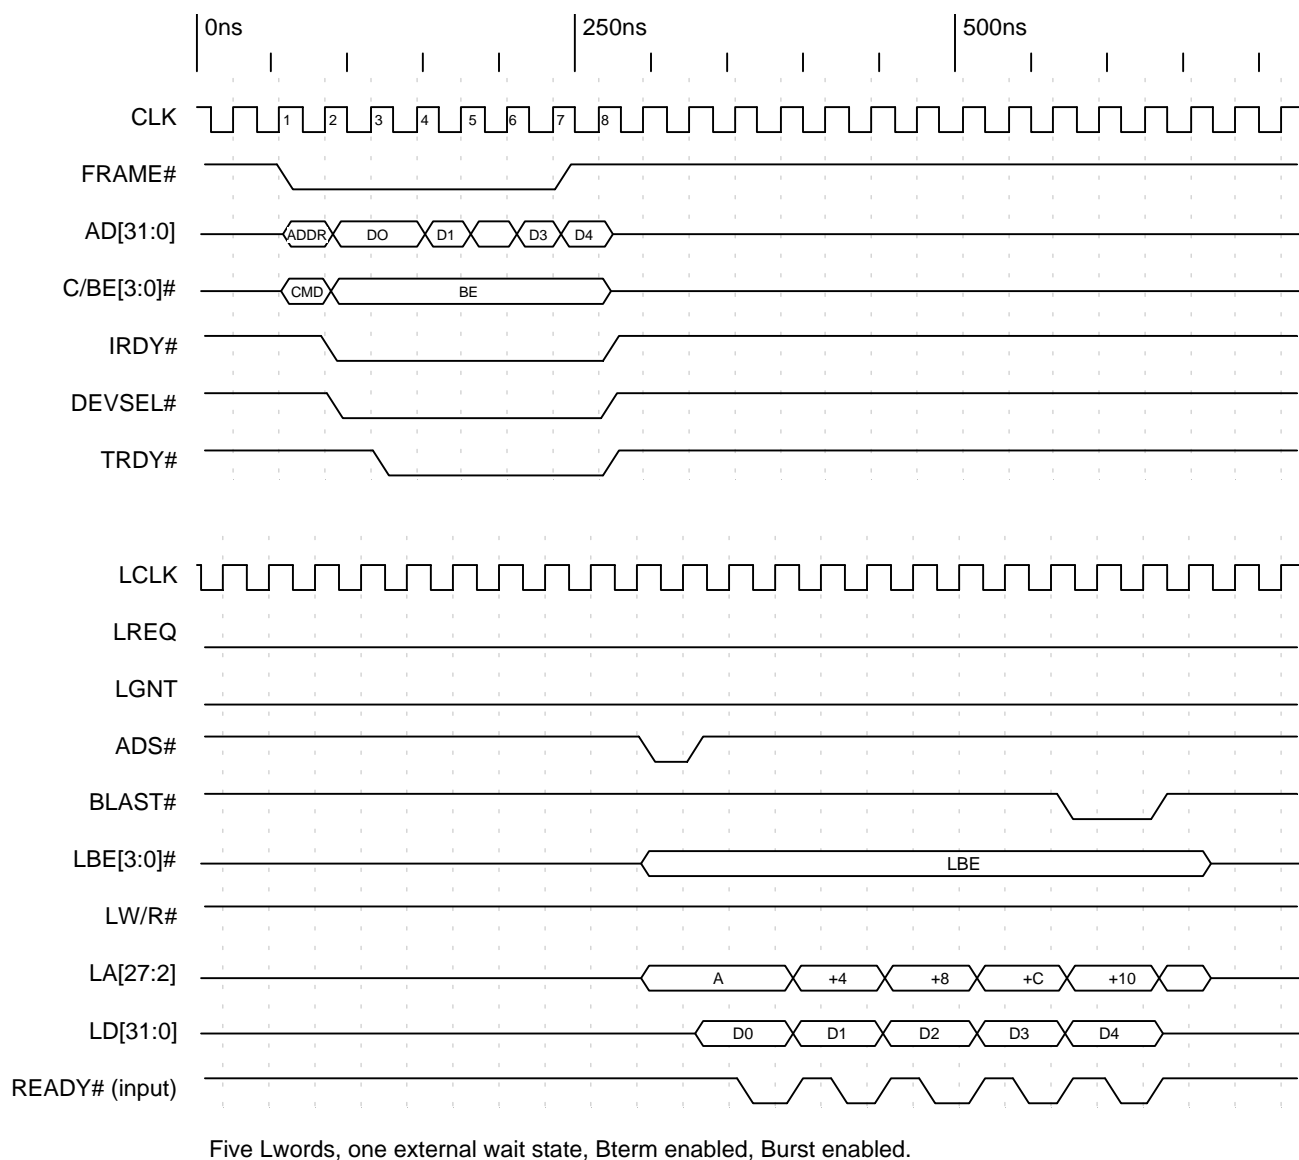 0ns 250ns 500ns
CLK 1 2 3 4 5 6 7 8
FRAME#
AD[31:0] ADDR DO D1 D3 D4
C/BE[3:0]# CMD BE
IRDY#
DEVSEL#
TRDY#
LCLK
LREQ
LGNT
ADS#
BLAST#
LBE[3:0]# LBE
LW/R#
LA[27:2] A +4 +8 +C +10
LD[31:0] D0 D1 D2 D3 D4
READY# (input)
Five Lwords, one external wait state, Bterm enabled, Burst enabled.